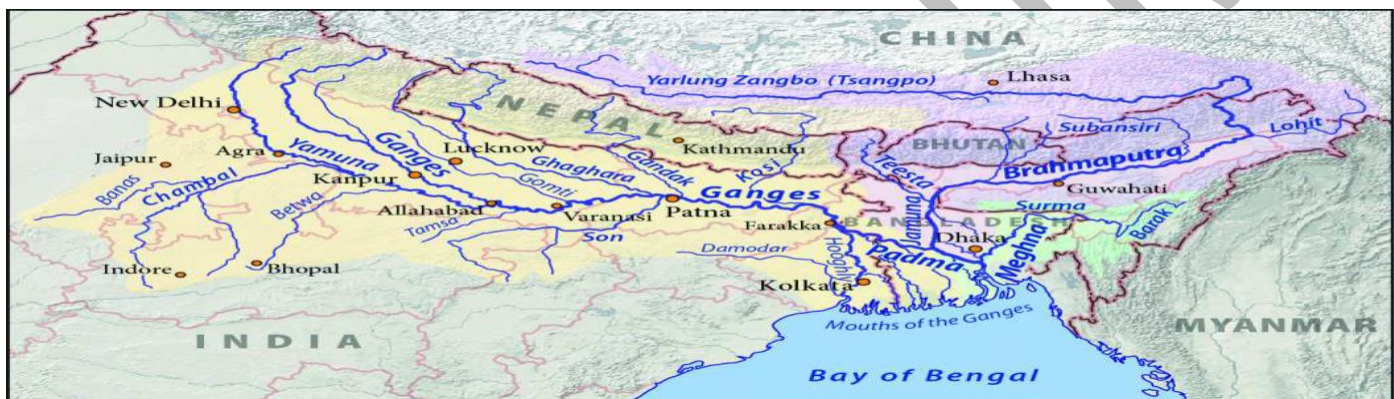 CHINA
Yarlung Zangbo (Tsangpo)
Lhasa
New Delhi
NEPAL
Subansiri
Lohit
Jaipur
Agra
Yamuna
Ganges
Lucknow
Kathmandu
BHUTAN
Brahmaputra
Teesta
Banas
Chambal
Kanpur
Ghaghara
Gandak
Kosi
Guwahati
Betwa
Gomti
Ganges
Jamuna
Surma
Allahabad
Varanasi
Patna
Tamsa
Farakka
BANGLADESH
Barak
Son
Dhaka
Meghna
Damodar
Hooghly
Padma
Indore
Bhopal
Kolkata
Mouths of the Ganges
INDIA
MYANMAR
Bay of Bengal